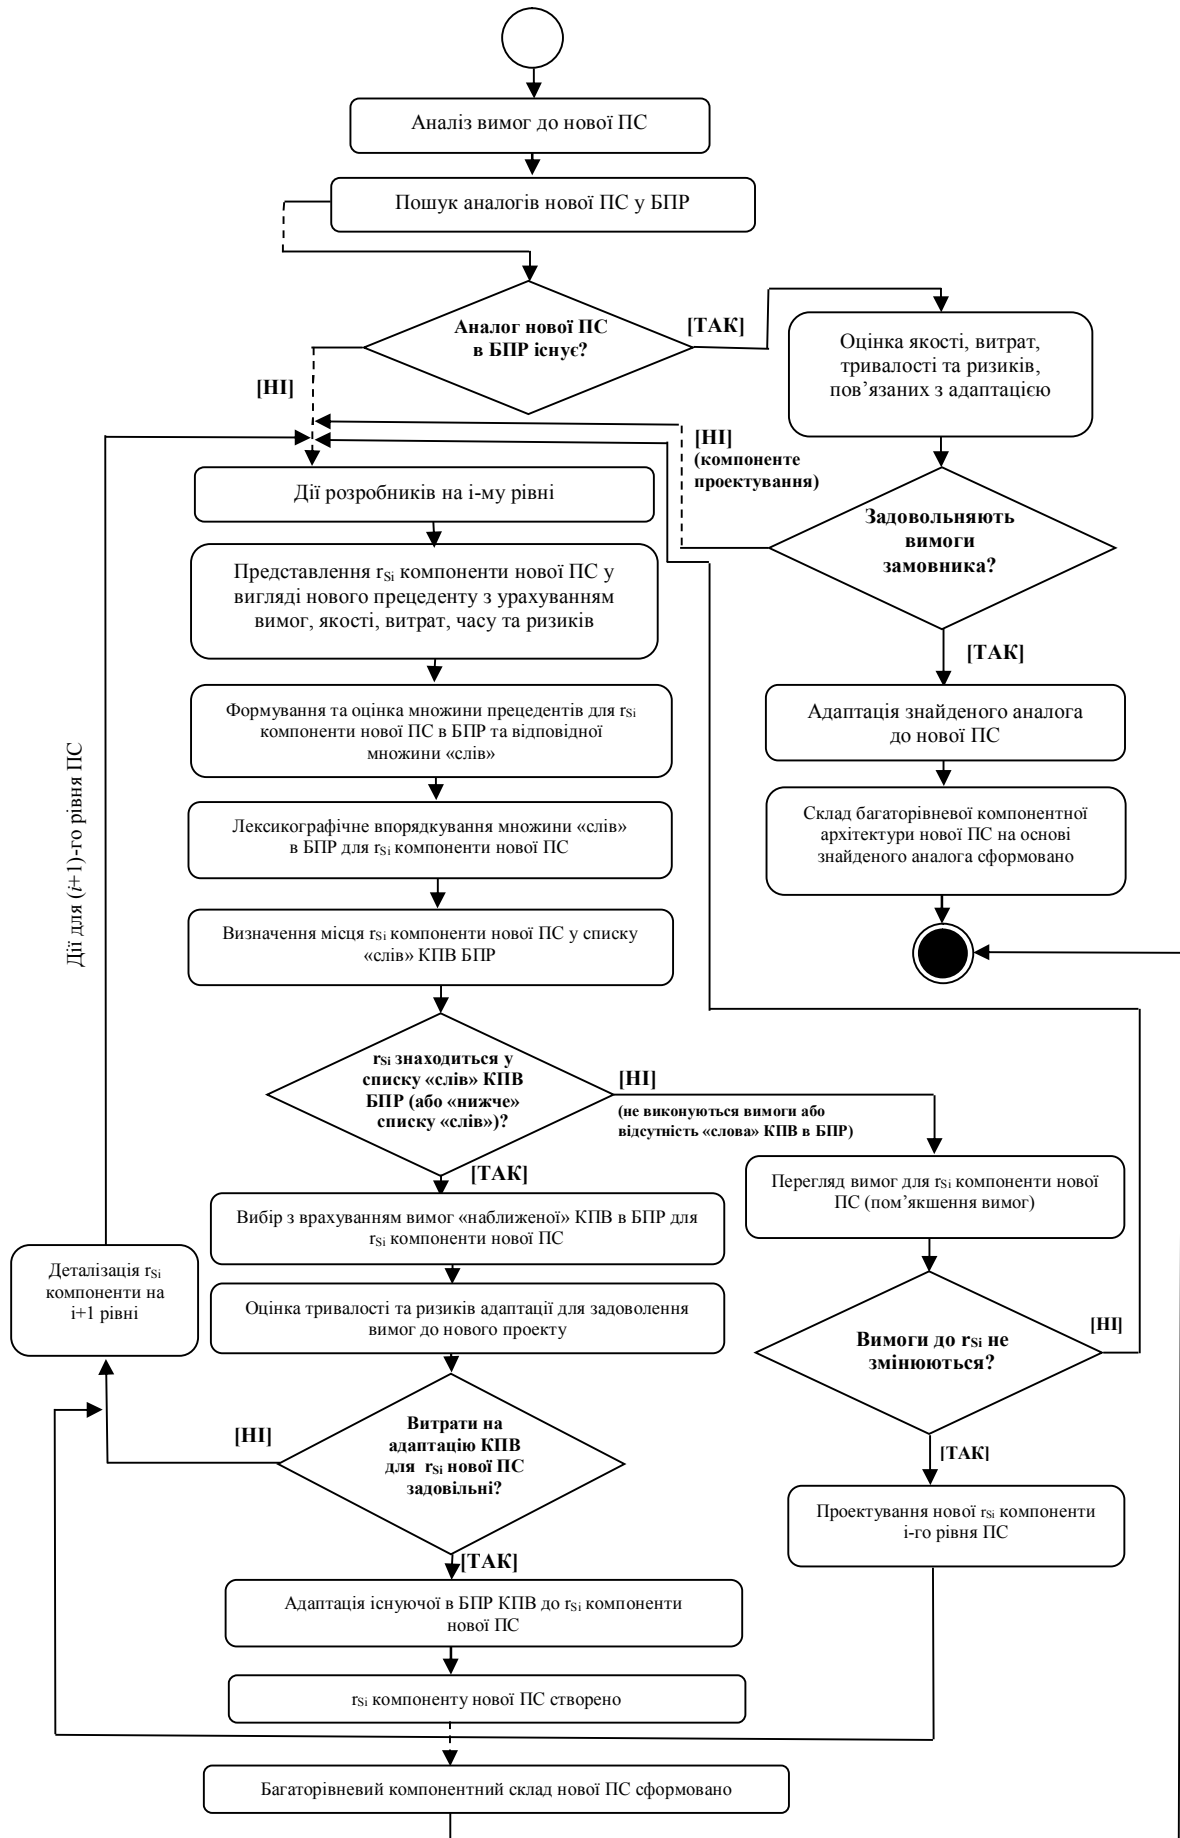 Аналіз вимог до нової ПС
Пошук аналогів нової ПС у БПР
Аналог нової ПС
в БПР існує?
[ТАК]
[НІ]
Оцінка якості, витрат,
тривалості та ризиків,
пов’язаних з адаптацією
[НІ]
(компоненте
проектування)
Задовольняють
вимоги
замовника?
[ТАК]
Адаптація знайденого аналога
до нової ПС
Склад багаторівневої компонентної
архітектури нової ПС на основі
знайденого аналога сформовано
Дії розробників на і-му рівні
Представлення rSi компоненти нової ПС у
вигляді нового прецеденту з урахуванням
вимог, якості, витрат, часу та ризиків
Формування та оцінка множини прецедентів для rSi
компоненти нової ПС в БПР та відповідної
множини «слів»
Лексикографічне впорядкування множини «слів»
в БПР для rSi компоненти нової ПС
Визначення місця rSi компоненти нової ПС у списку
«слів» КПВ БПР
Дії для (i+1)-го рівня ПС
rSi знаходиться у
списку «слів» КПВ
БПР (або «нижче»
списку «слів»)?
[НІ]
(не виконуються вимоги або
відсутність «слова» КПВ в БПР)
[ТАК]
Перегляд вимог для rSi компоненти нової
ПС (пом’якшення вимог)
Вибір з врахуванням вимог «наближеної» КПВ в БПР для
rSi компоненти нової ПС
Деталізація rSi
компоненти на
і+1 рівні
Оцінка тривалості та ризиків адаптації для задоволення
вимог до нового проекту
Вимоги до rSi не
змінюються?
[НІ]
[ТАК]
Витрати на
адаптацію КПВ
для rSi нової ПС
задовільні?
[НІ]
[ТАК]
Проектування нової rSi компоненти
і-го рівня ПС
Адаптація існуючої в БПР КПВ до rSi компоненти
нової ПС
rSi компоненту нової ПС створено
Багаторівневий компонентний склад нової ПС сформовано